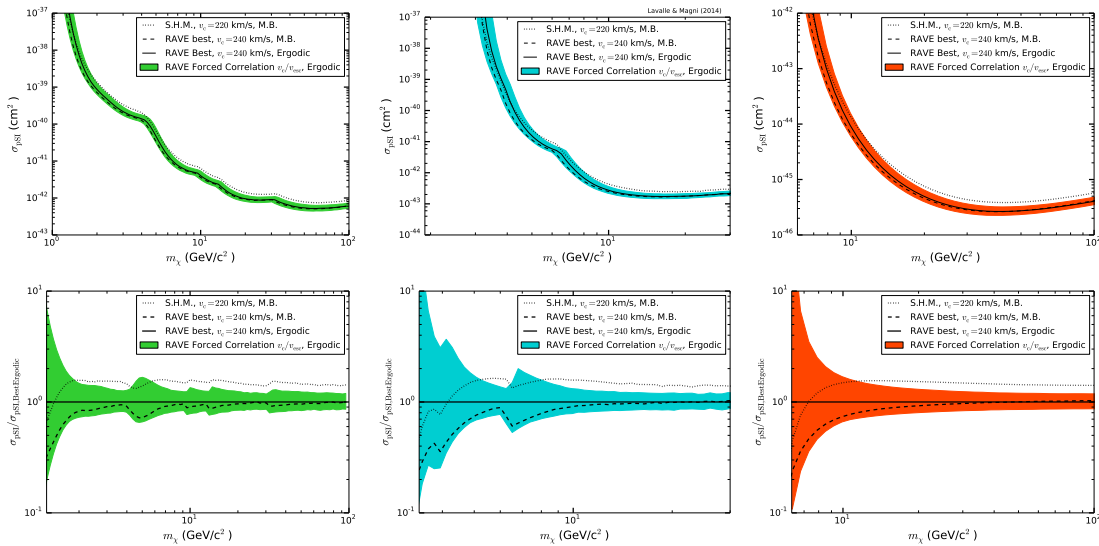 Lavalle & Magni (2014)
10^-37
10^-38
10^-39
10^-40
10^-41
10^-42
10^-43
σ_pSI (cm^2)
S.H.M., v_c=220 km/s, M.B.
RAVE best, v_c=240 km/s, M.B.
RAVE Best, v_c=240 km/s, Ergodic
RAVE Forced Correlation v_c/v_esc, Ergodic
10^0 10^1 10^2
m_χ (GeV/c^2 )
10^-37
10^-38
10^-39
10^-40
10^-41
10^-42
10^-43
10^-44
σ_pSI (cm^2)
S.H.M., v_c=220 km/s, M.B.
RAVE best, v_c=240 km/s, M.B.
RAVE Best, v_c=240 km/s, Ergodic
RAVE Forced Correlation v_c/v_esc, Ergodic
10^1
m_χ (GeV/c^2 )
10^-42
10^-43
10^-44
10^-45
10^-46
σ_pSI (cm^2)
S.H.M., v_c=220 km/s, M.B.
RAVE best, v_c=240 km/s, M.B.
RAVE Best, v_c=240 km/s, Ergodic
RAVE Forced Correlation v_c/v_esc, Ergodic
10^1 10^2
m_χ (GeV/c^2 )
10^1
10^0
10^-1
σ_pSI/σ_pSI,BestErgodic
S.H.M., v_c=220 km/s, M.B.
RAVE best, v_c=240 km/s, M.B.
RAVE best, v_c=240 km/s, Ergodic
RAVE Forced Correlation v_c/v_esc, Ergodic
10^1 10^2
m_χ (GeV/c^2 )
10^1
10^0
10^-1
σ_pSI/σ_pSI,BestErgodic
S.H.M., v_c=220 km/s, M.B.
RAVE best, v_c=240 km/s, M.B.
RAVE best, v_c=240 km/s, Ergodic
RAVE Forced Correlation v_c/v_esc, Ergodic
10^1
m_χ (GeV/c^2 )
10^1
10^0
10^-1
σ_pSI/σ_pSI,BestErgodic
S.H.M., v_c=220 km/s, M.B.
RAVE best, v_c=240 km/s, M.B.
RAVE best, v_c=240 km/s, Ergodic
RAVE Forced Correlation v_c/v_esc, Ergodic
10^1 10^2
m_χ (GeV/c^2 )